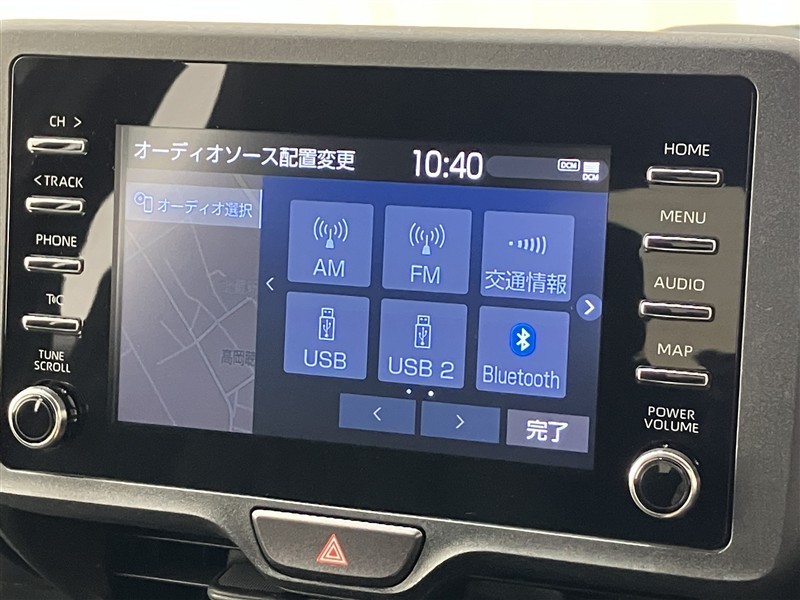 CH >
< TRACK
PHONE
TUNE
SCROLL
オーディオソース配置変更
10:40
DCM
DCM
オーディオ選択
AM
FM
交通情報
USB
USB 2
Bluetooth
完了
HOME
MENU
AUDIO
MAP
POWER
VOLUME